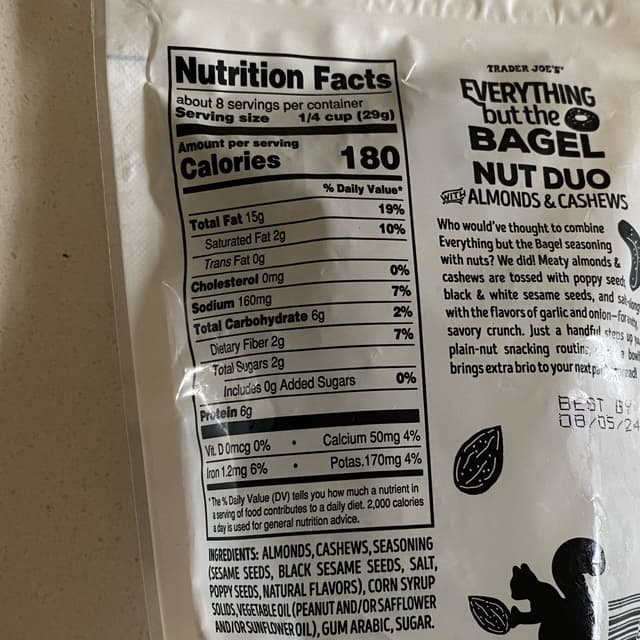 Nutrition Facts
about 8 servings per container
Serving size 1/4 cup (29g)
Amount per serving
Calories 180
% Daily Value*
Total Fat 15g 19%
Saturated Fat 2g 10%
Trans Fat 0g
Cholesterol 0mg 0%
Sodium 160mg 7%
Total Carbohydrate 6g 2%
Dietary Fiber 2g 7%
Total Sugars 2g
Includes 0g Added Sugars 0%
Protein 6g
Vit. D 0mcg 0% • Calcium 50mg 4%
Iron 1.2mg 6% • Potas. 170mg 4%
*The % Daily Value (DV) tells you how much a nutrient in
a serving of food contributes to a daily diet. 2,000 calories
a day is used for general nutrition advice.
INGREDIENTS: ALMONDS, CASHEWS, SEASONING
(SESAME SEEDS, BLACK SESAME SEEDS, SALT,
POPPY SEEDS, NATURAL FLAVORS), CORN SYRUP
SOLIDS, VEGETABLE OIL (PEANUT AND/OR SAFFLOWER
AND/OR SUNFLOWER OIL), GUM ARABIC, SUGAR.
TRADER JOE'S®
EVERYTHING
but the
BAGEL
NUT DUO
WITH ALMONDS & CASHEWS
Who would've thought to combine
Everything but the Bagel seasoning
with nuts? We did! Meaty almonds &
cashews are tossed with poppy seeds,
black & white sesame seeds, and salt-along
with the flavors of garlic and onion-for
savory crunch. Just a handful steps up
plain-nut snacking routine,
brings extra brio to your next
BEST BY
08/05/24